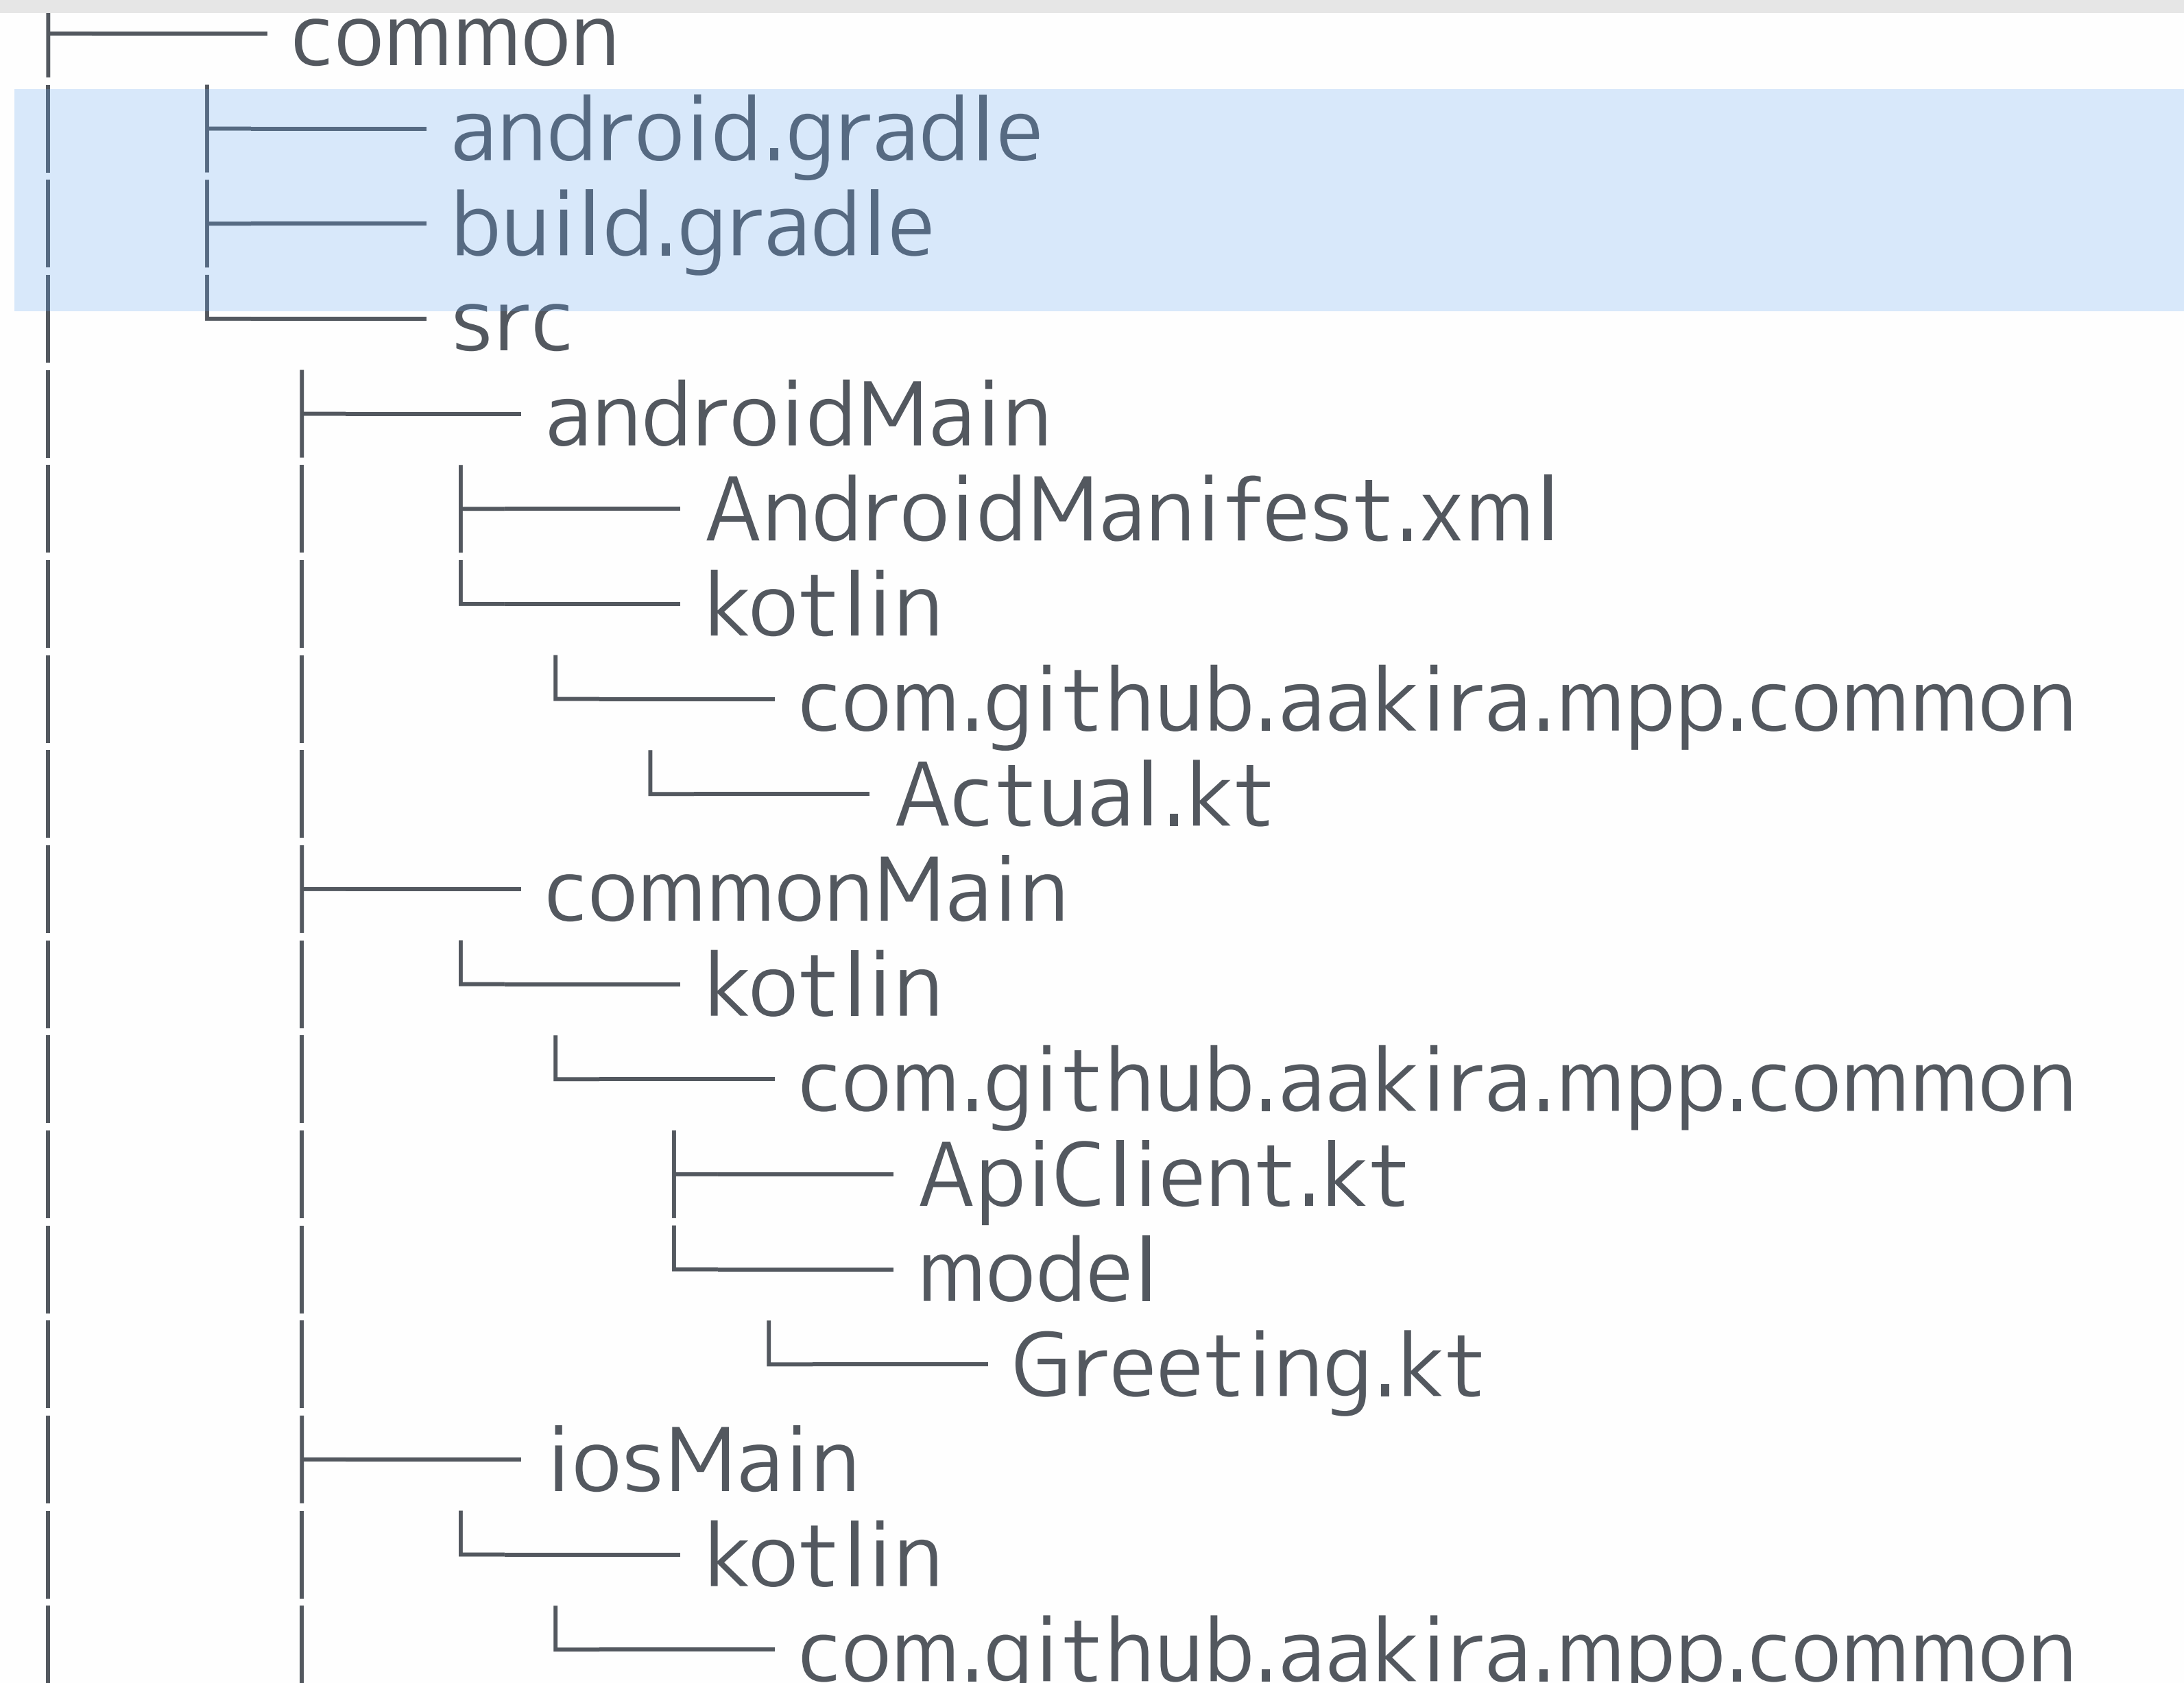 common
android.gradle
build.gradle
src
androidMain
AndroidManifest.xml
kotlin
com.github.aakira.mpp.common
Actual.kt
commonMain
kotlin
com.github.aakira.mpp.common
ApiClient.kt
model
Greeting.kt
iosMain
kotlin
com.github.aakira.mpp.common